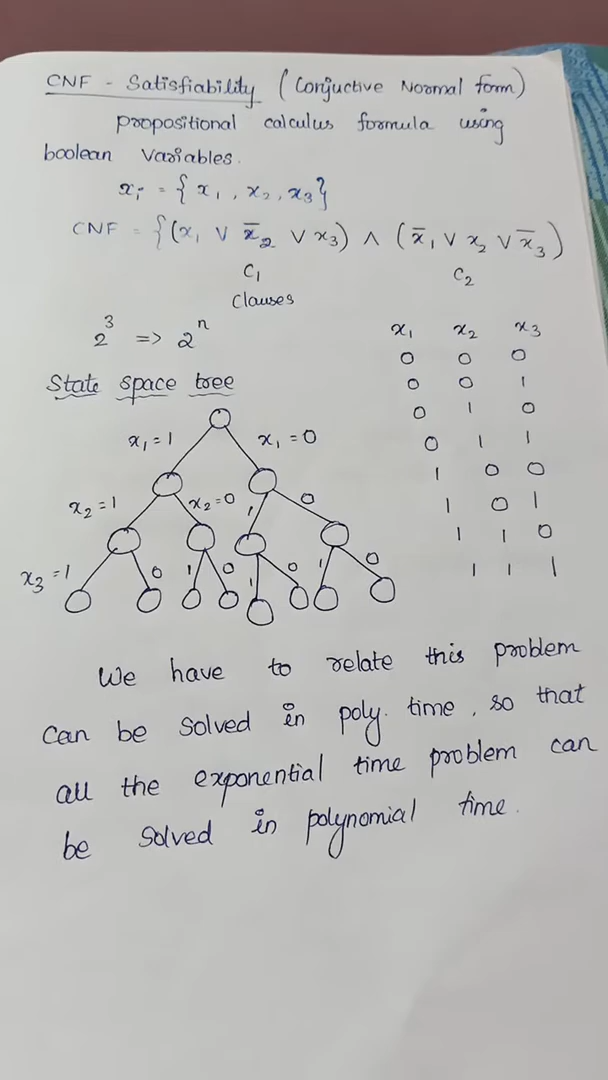 CNF - Satisfiability (Conjuctive Normal form)
propositional calculus formula using
boolean variables.
xᵢ = { x₁, x₂, x₃}
CNF = {(x₁ ∨ x̅₂ ∨ x₃) ∧ (x̅₁ ∨ x₂ ∨ x̅₃)
C₁ C₂
Clauses
2³ => 2ⁿ
x₁ x₂ x₃
0 0 0
0 0 1
0 1 0
0 1 1
1 0 0
1 0 1
1 1 0
1 1 1
State space tree
x₁=1 x₁=0
x₂=1 x₂=0 1 0
x₃=1 0 1 0 1 0 1 0
We have to relate this problem
can be solved in poly. time, so that
all the exponential time problem can
be solved in polynomial time.